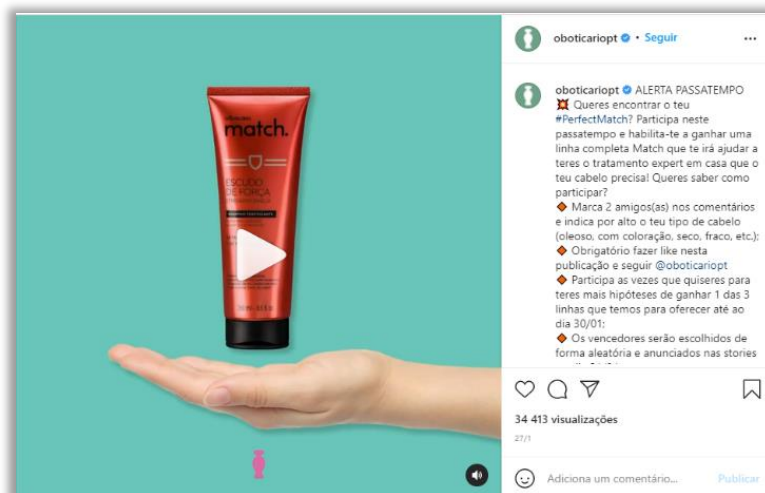 match.
ESCUDO
DE FORÇA
oboticariopt • Seguir
oboticariopt ALERTA PASSATEMPO
💥 Queres encontrar o teu
#PerfectMatch? Participa neste
passatempo e habilita-te a ganhar uma
linha completa Match que te irá ajudar a
teres o tratamento expert em casa que o
teu cabelo precisa! Queres saber como
participar?
🔸 Marca 2 amigos(as) nos comentários
e indica por alto o teu tipo de cabelo
(oleoso, com coloração, seco, fraco, etc.);
🔸 Obrigatório fazer like nesta
publicação e seguir @oboticariopt
🔸 Participa as vezes que quiseres para
teres mais hipóteses de ganhar 1 das 3
linhas que temos para oferecer até ao
dia 30/01;
🔸 Os vencedores serão escolhidos de
forma aleatória e anunciados nas stories
34 413 visualizações
27/1
Adiciona um comentário... Publicar